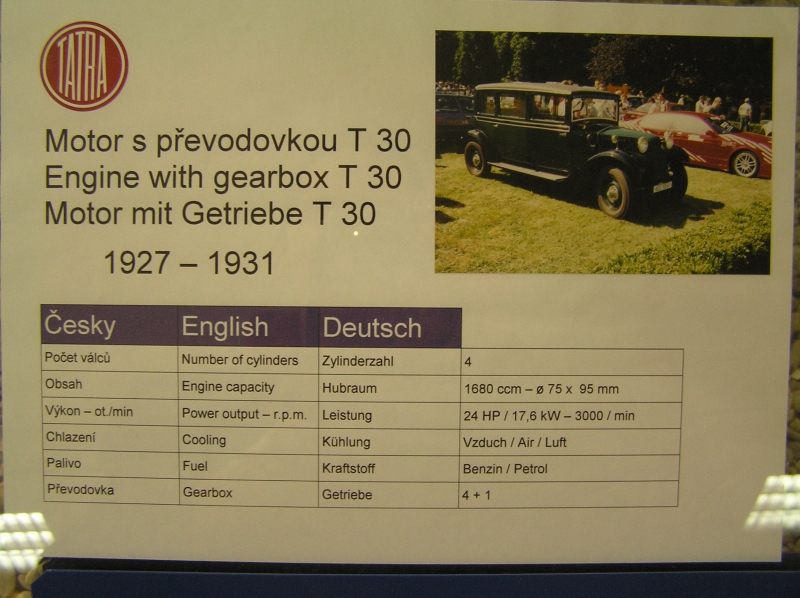 TATRA
Motor s převodovkou T 30
Engine with gearbox T 30
Motor mit Getriebe T 30
1927 – 1931
Česky English Deutsch
Počet válců Number of cylinders Zylinderzahl 4
Obsah Engine capacity Hubraum 1680 ccm – ø 75 x 95 mm
Výkon – ot./min Power output – r.p.m. Leistung 24 HP / 17,6 kW – 3000 / min
Chlazení Cooling Kühlung Vzduch / Air / Luft
Palivo Fuel Kraftstoff Benzin / Petrol
Převodovka Gearbox Getriebe 4 + 1